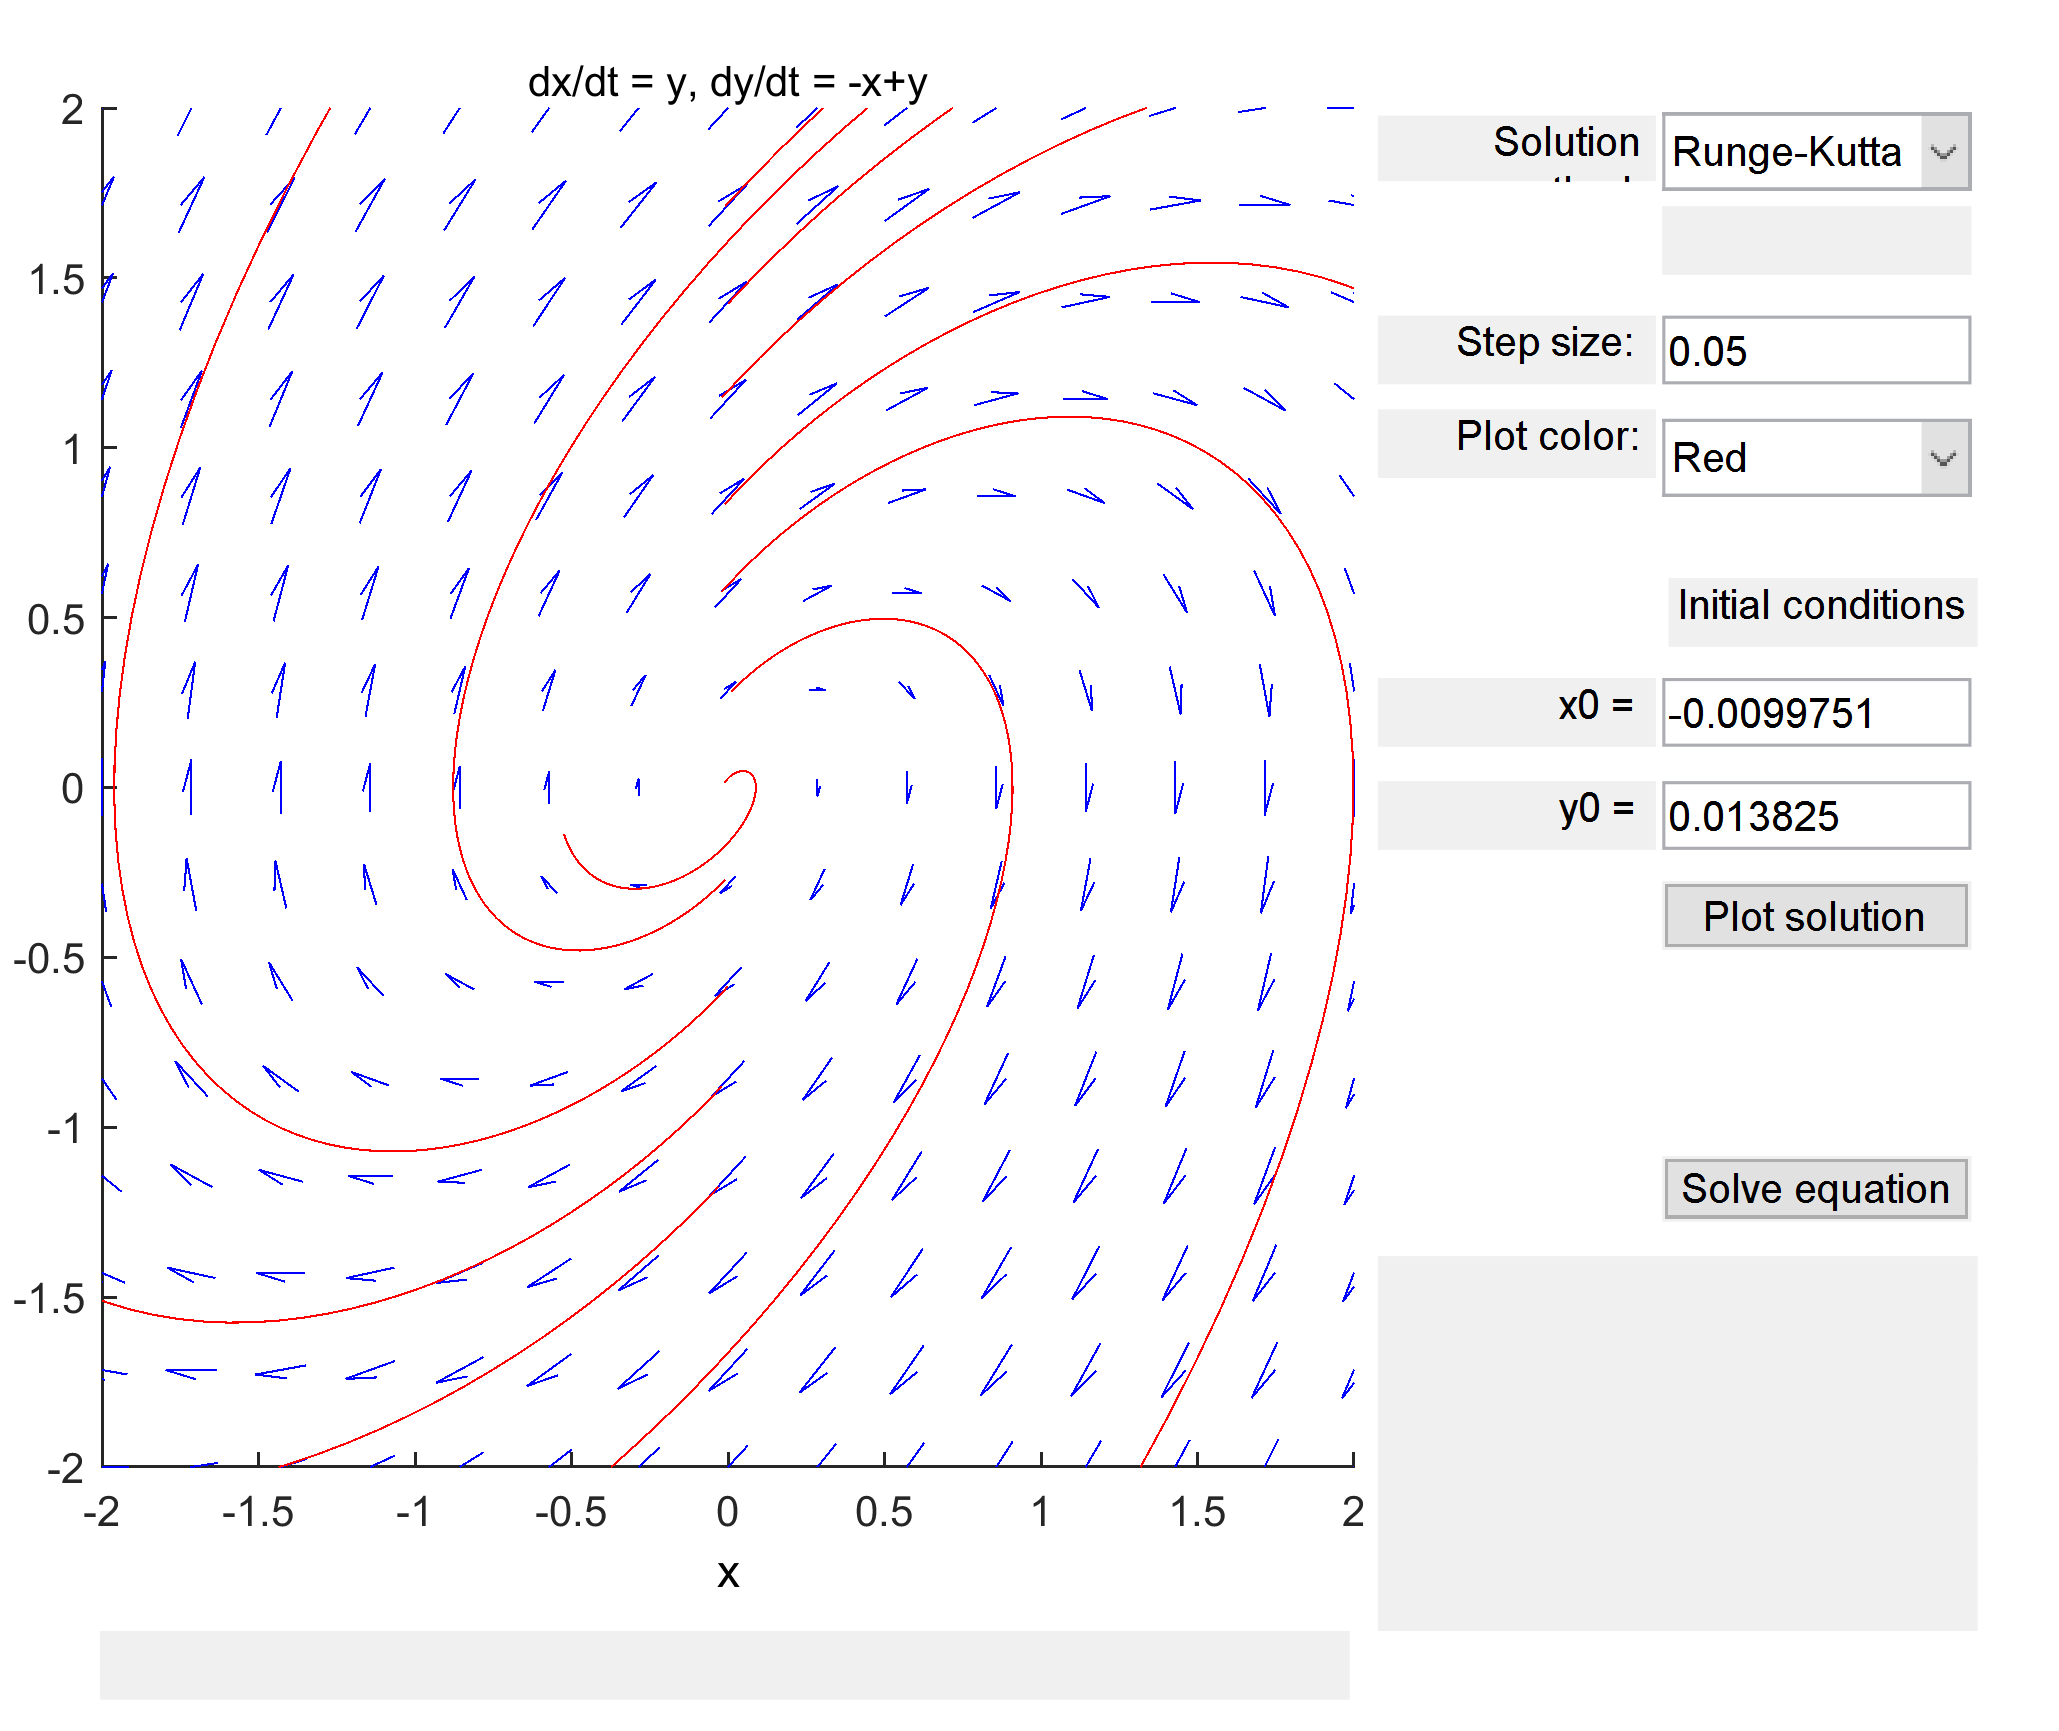 dx/dt = y, dy/dt = -x+y
2
1.5
1
0.5
0
-0.5
-1
-1.5
-2
-2 -1.5 -1 -0.5 0 0.5 1 1.5 2
x
Solution
Runge-Kutta
Step size: 0.05
Plot color: Red
Initial conditions
x0 = -0.0099751
y0 = 0.013825
Plot solution
Solve equation